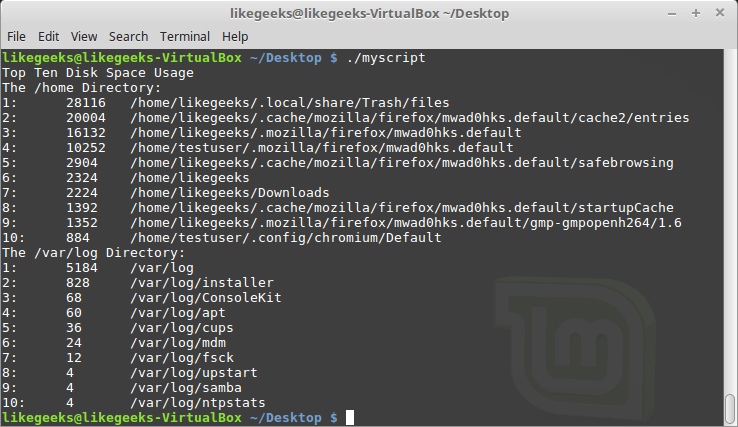 likegeeks@likegeeks-VirtualBox ~/Desktop
File Edit View Search Terminal Help
likegeeks@likegeeks-VirtualBox ~/Desktop $ ./myscript
Top Ten Disk Space Usage
The /home Directory:
1: 28116 /home/likegeeks/.local/share/Trash/files
2: 20004 /home/likegeeks/.cache/mozilla/firefox/mwad0hks.default/cache2/entries
3: 16132 /home/likegeeks/.mozilla/firefox/mwad0hks.default
4: 10252 /home/testuser/.mozilla/firefox/mwad0hks.default
5: 2904 /home/likegeeks/.cache/mozilla/firefox/mwad0hks.default/safebrowsing
6: 2324 /home/likegeeks
7: 2224 /home/likegeeks/Downloads
8: 1392 /home/likegeeks/.cache/mozilla/firefox/mwad0hks.default/startupCache
9: 1352 /home/likegeeks/.mozilla/firefox/mwad0hks.default/gmp-gmpopenh264/1.6
10: 884 /home/testuser/.config/chromium/Default
The /var/log Directory:
1: 5184 /var/log
2: 828 /var/log/installer
3: 68 /var/log/ConsoleKit
4: 60 /var/log/apt
5: 36 /var/log/cups
6: 24 /var/log/mdm
7: 12 /var/log/fsck
8: 4 /var/log/upstart
9: 4 /var/log/samba
10: 4 /var/log/ntpstats
likegeeks@likegeeks-VirtualBox ~/Desktop $